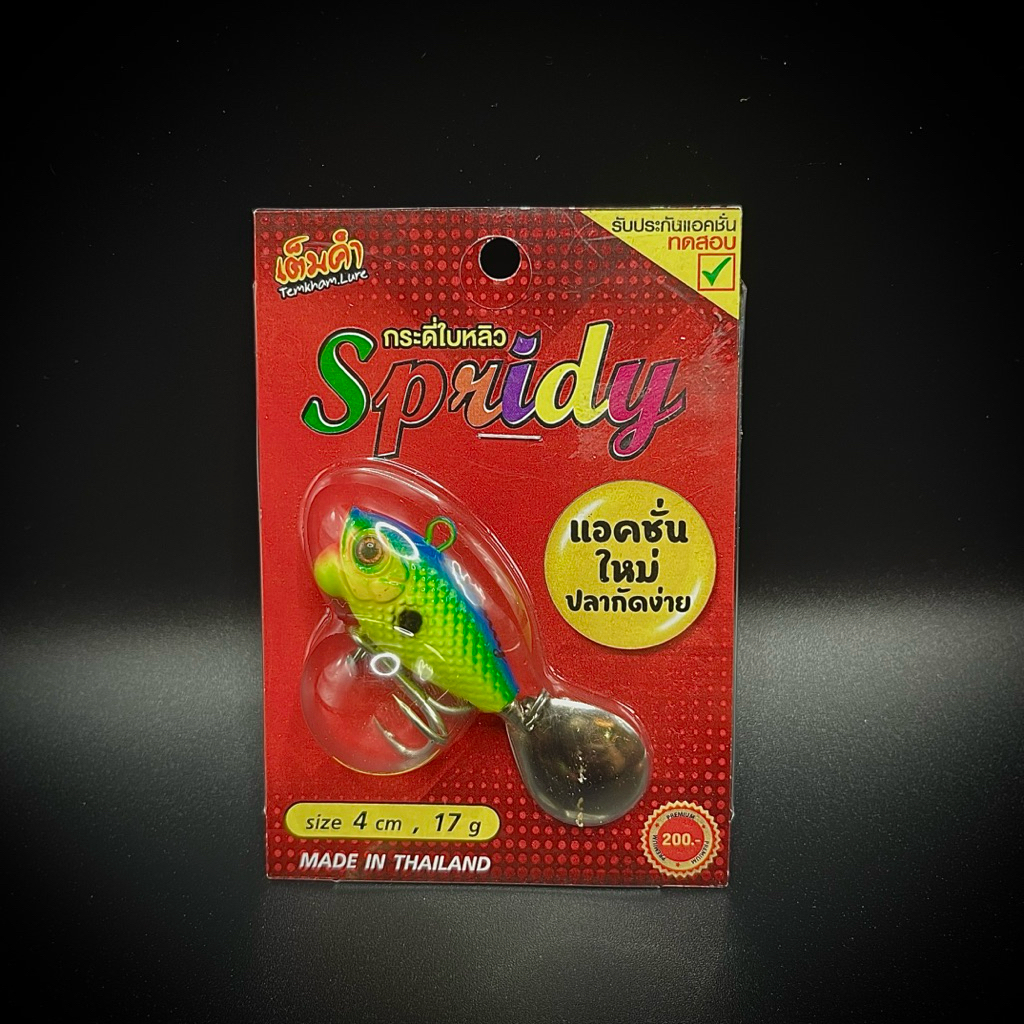 เต็มคำ
Temkham.Lure
รับประกันแอคชั่น
ทดสอบ
กระดี่ใบหลิว
Spridy
แอคชั่น
ใหม่
ปลากัดง่าย
size 4 cm , 17 g
MADE IN THAILAND
PREMIUM
200.-
PREMIUM
PREMIUM